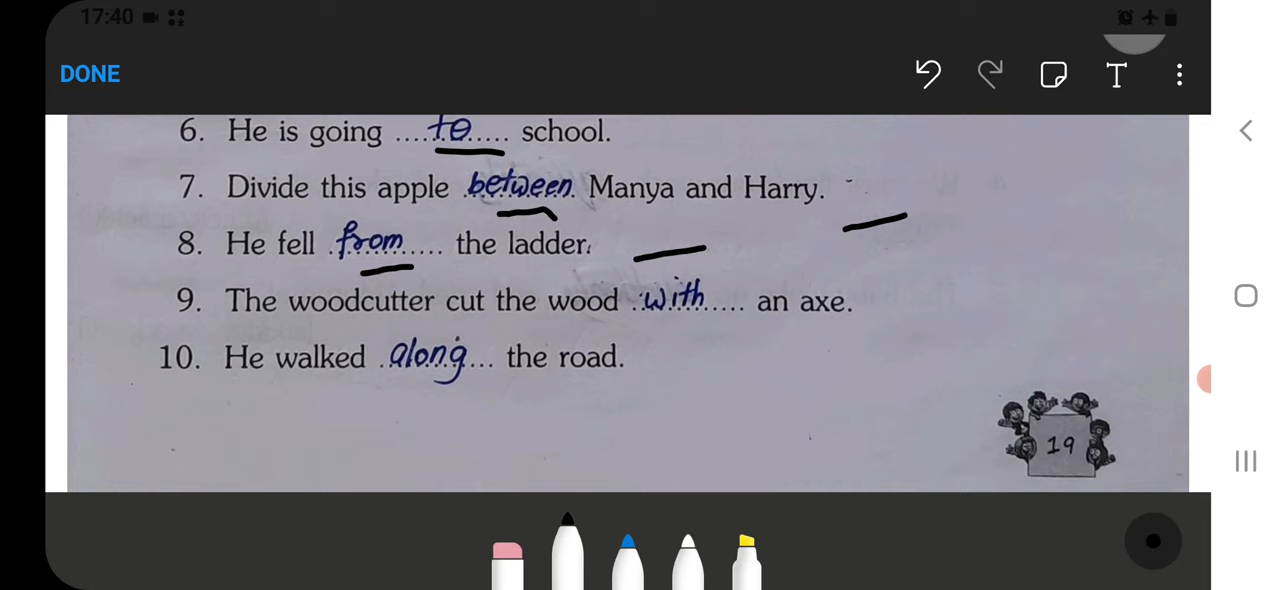 17:40
DONE
T
6. He is going .....to...... school.
7. Divide this apple .between. Manya and Harry.
8. He fell .from...... the ladder.
9. The woodcutter cut the wood ..with..... an axe.
10. He walked .along... the road.
19